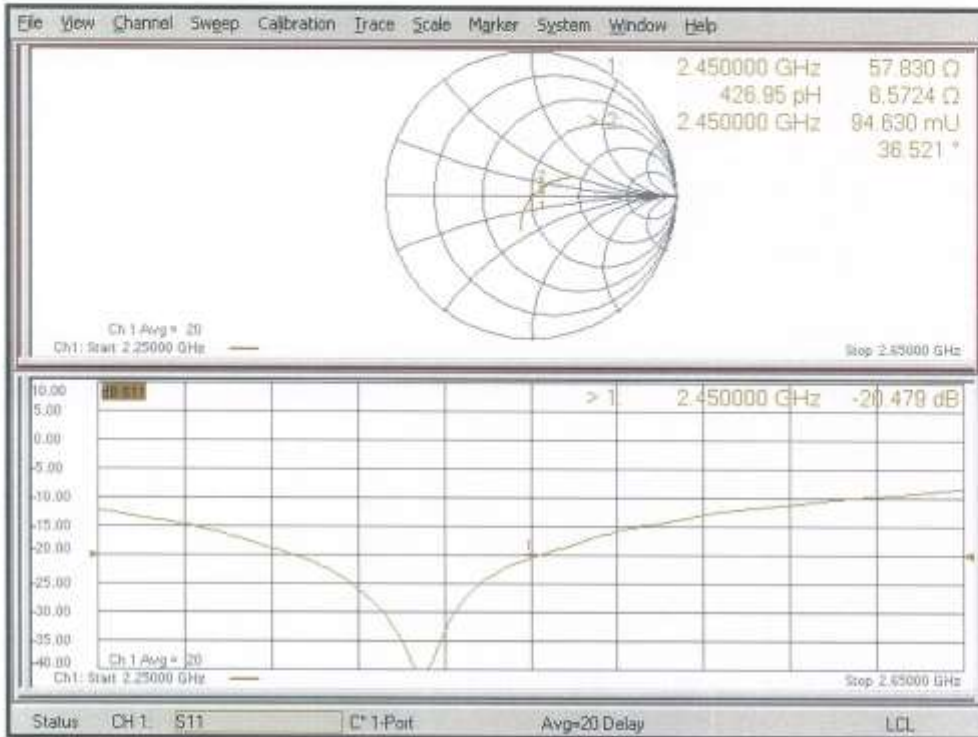 File View Channel Sweep Calibration Trace Scale Marker System Window Help
1 2.450000 GHz 57.830 Ω
426.95 pH 6.5724 Ω
> 2 2.450000 GHz 94.630 mU
36.521 °
Ch 1 Avg = 20
Ch1: Start 2.25000 GHz
Stop 2.65000 GHz
10.00
dB S11
> 1 2.450000 GHz -20.479 dB
5.00
0.00
-5.00
-10.00
-15.00
-20.00
1
-25.00
-30.00
-35.00
-40.00
Ch 1 Avg = 20
Ch1: Start 2.25000 GHz
Stop 2.65000 GHz
Status CH 1: S11 C* 1-Port Avg=20 Delay LCL